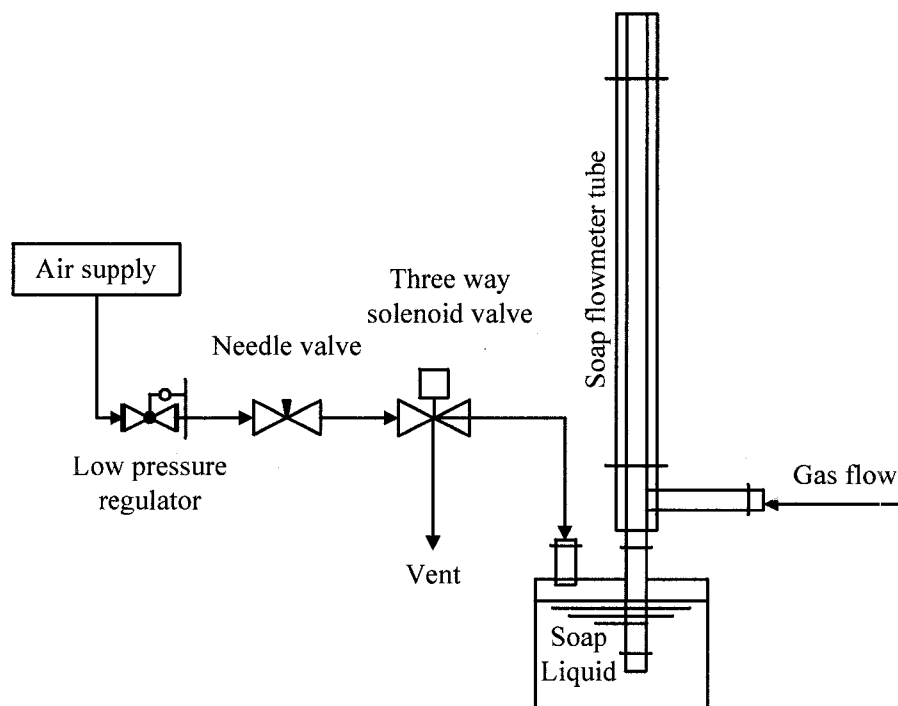 Air supply
Low pressure
regulator
Needle valve
Three way
solenoid valve
Vent
Soap flowmeter tube
Gas flow
Soap
Liquid